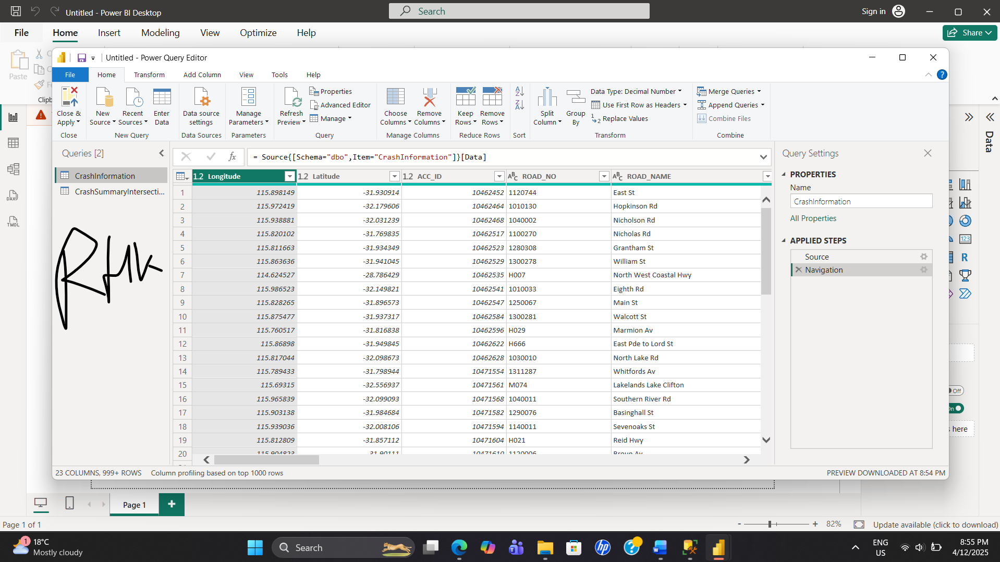 Untitled - Power BI Desktop
Search
Sign in
File Home Insert Modeling View Optimize Help
Share
Paste
Clipb
Untitled - Power Query Editor
File Home Transform Add Column View Tools Help
Close & Apply
Close
New Source
Recent Sources
Enter Data
New Query
Data source settings
Data Sources
Manage Parameters
Parameters
Refresh Preview
Properties
Advanced Editor
Manage
Query
Choose Columns
Remove Columns
Manage Columns
Keep Rows
Remove Rows
Reduce Rows
Sort
Split Column
Group By
Data Type: Decimal Number
Use First Row as Headers
Replace Values
Transform
Merge Queries
Append Queries
Combine Files
Combine
Queries [2]
CrashInformation
CrashSummaryIntersecti...
= Source{[Schema="dbo",Item="CrashInformation"]}[Data]
1.2 Longitude 1.2 Latitude 1.2 ACC_ID ABC ROAD_NO ABC ROAD_NAME
1 115.898149 -31.930914 10462452 1120744 East St
2 115.972419 -32.179606 10462464 1010130 Hopkinson Rd
3 115.938881 -32.031239 10462468 1040002 Nicholson Rd
4 115.820102 -31.769835 10462517 1100270 Nicholas Rd
5 115.811663 -31.934349 10462523 1280308 Grantham St
6 115.863636 -31.941045 10462529 1300278 William St
7 114.624527 -28.786429 10462535 H007 North West Coastal Hwy
8 115.986523 -32.149821 10462541 1010033 Eighth Rd
9 115.828265 -31.896573 10462547 1250067 Main St
10 115.875477 -31.937317 10462584 1300281 Walcott St
11 115.760517 -31.816838 10462596 H029 Marmion Av
12 115.86898 -31.949845 10462622 H666 East Pde to Lord St
13 115.817044 -32.098673 10462628 1030010 North Lake Rd
14 115.789433 -31.798944 10471554 1311287 Whitfords Av
15 115.69315 -32.556937 10471561 M074 Lakelands Lake Clifton
16 115.965839 -32.099093 10471568 1040011 Southern River Rd
17 115.903138 -31.984684 10471582 1290076 Basinghall St
18 115.939036 -32.008106 10471594 1140011 Sevenoaks St
19 115.812809 -31.857112 10471604 H021 Reid Hwy
20 115.904823 -31.90111 10471610 1120006 Broun Av
Query Settings
PROPERTIES
Name
CrashInformation
All Properties
APPLIED STEPS
Source
Navigation
Data
Off
On
s here
23 COLUMNS, 999+ ROWS Column profiling based on top 1000 rows
PREVIEW DOWNLOADED AT 8:54 PM
Page 1
Page 1 of 1
82%
Update available (click to download)
1
18°C
Mostly cloudy
Search
ENG
US
8:55 PM
4/12/2025